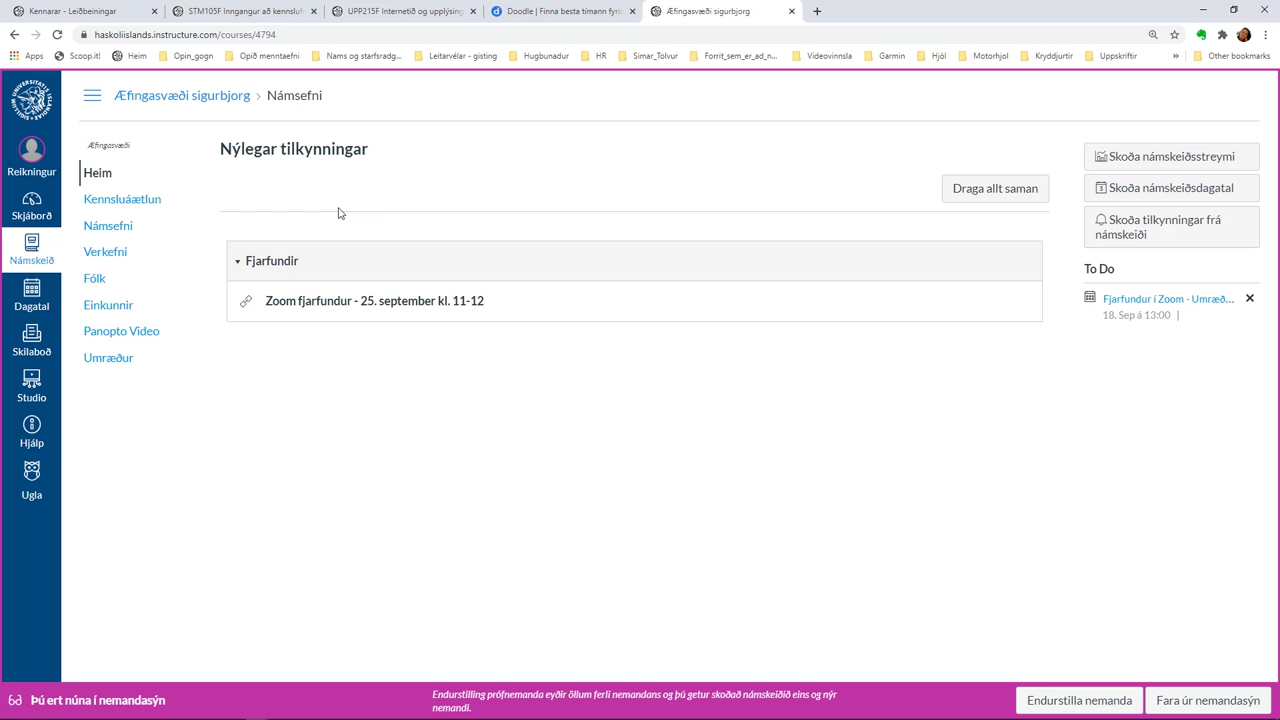 Kennarar - Leiðbeiningar
STM105F Inngangur að kennsluf
UPP215F Internetið og upplýsing
Doodle | Finna besta tímann fyrir
Æfingasvæði sigurbjorg
haskoliislands.instructure.com/courses/4794
Apps
Scoop.it!
Heim
Opin_gogn
Opið menntaefni
Nams og starfsradg...
Leitarvélar - gisting
Hugbunadur
HR
Simar_Tolvur
Forrit_sem_er_ad_n...
Videovinnsla
Garmin
Hjól
Motorhjol
Kryddjurtir
Uppskriftir
»
Other bookmarks
Æfingasvæði sigurbjorg › Námsefni
Reikningur
Skjáborð
Námskeið
Dagatal
Skilaboð
Studio
Hjálp
Ugla
Æfingasvæði
Heim
Kennsluáætlun
Námsefni
Verkefni
Fólk
Einkunnir
Panopto Video
Umræður
Nýlegar tilkynningar
Draga allt saman
Fjarfundir
Zoom fjarfundur - 25. september kl. 11-12
Skoða námskeiðsstreymi
Skoða námskeiðsdagatal
Skoða tilkynningar frá
námskeiði
To Do
Fjarfundur í Zoom - Umræð...
18. Sep á 13:00 |
Þú ert núna í nemandasýn
Endurstilling prófnemanda eyðir öllum ferli nemandans og þú getur skoðað námskeiðið eins og nýr
nemandi.
Endurstilla nemanda
Fara úr nemandasýn